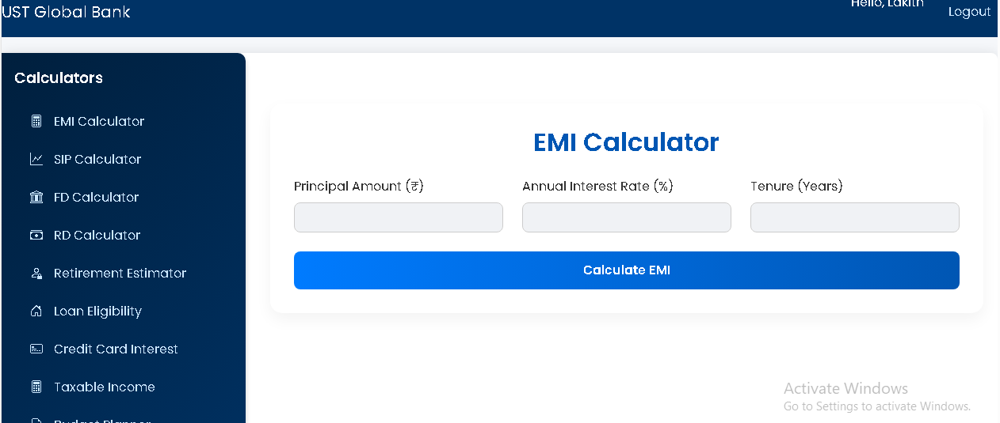 UST Global Bank
Hello, Lakith
Logout
Calculators
EMI Calculator
SIP Calculator
FD Calculator
RD Calculator
Retirement Estimator
Loan Eligibility
Credit Card Interest
Taxable Income
Budget Planner
EMI Calculator
Principal Amount (₹)
Annual Interest Rate (%)
Tenure (Years)
Calculate EMI
Activate Windows
Go to Settings to activate Windows.